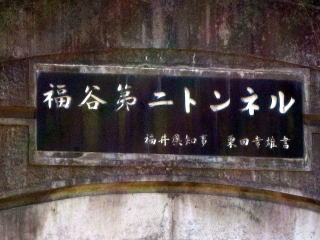 福谷第二トンネル
福井県知事 栗田幸雄書